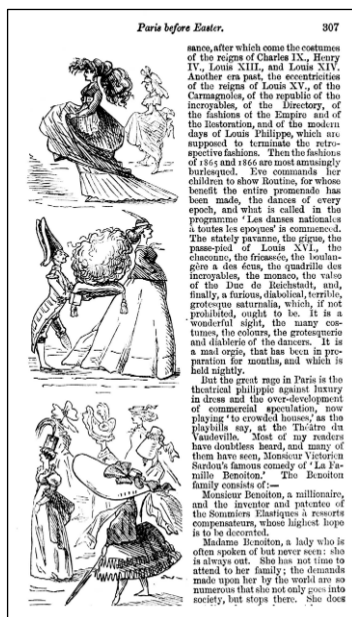 Paris before Easter. 307
sance, after which come the costumes
of the reigns of Charles IX., Henry
IV., Louis XIII., and Louis XIV.
Another era past, the eccentricities
of the reigns of Louis XV., of the
Carmagnoles, of the republic of the
incroyables, of the Directory, of
the fashions of the Empire and of
the Restoration, and of the modern
days of Louis Philippe, which are
supposed to terminate the retro-
spective fashions. Then the fashions
of 1865 and 1866 are most amusingly
burlesqued. Eve commands her
children to show Routine, for whose
benefit the entire promenade has
been made, the dances of every
epoch, and what is called in the
programme ‘Les danses nationales
à toutes les epoques’ is commenced.
The stately pavanne, the gigue, the
passe-pied of Louis XVI., the
chaconne, the fricassée, the boulan-
gère a des écus, the quadrille des
incroyables, the monaco, the valse
of the Duc de Reichstadt, and,
finally, a furious, diabolical, terrible,
grotesque saturnalia, which, if not
prohibited, ought to be. It is a
wonderful sight, the many cos-
tumes, the colours, the grotesquerie
and diablerie of the dancers. It is
a mad orgie, that has been in pre-
paration for months, and which is
held nightly.
But the great rage in Paris is the
theatrical philippic against luxury
in dress and the over-development
of commercial speculation, now
playing ‘to crowded houses,’ as the
playbills say, at the Théâtre du
Vaudeville. Most of my readers
have doubtless heard, and many of
them have seen, Monsieur Victorien
Sardou’s famous comedy of ‘La Fa-
mille Benoiton.’ The Benoiton
family consists of:—
Monsieur Benoiton, a millionaire,
and the inventor and patentee of the
Sommiers Elastiques à ressorts
compensateurs, whose highest hope
is to be decorated.
Madame Benoiton, a lady who is
often spoken of but never seen: she
is always out. She has not time to
attend to her family; the demands
made upon her by the world are so
numerous that she not only goes into
society, but stops there. She does